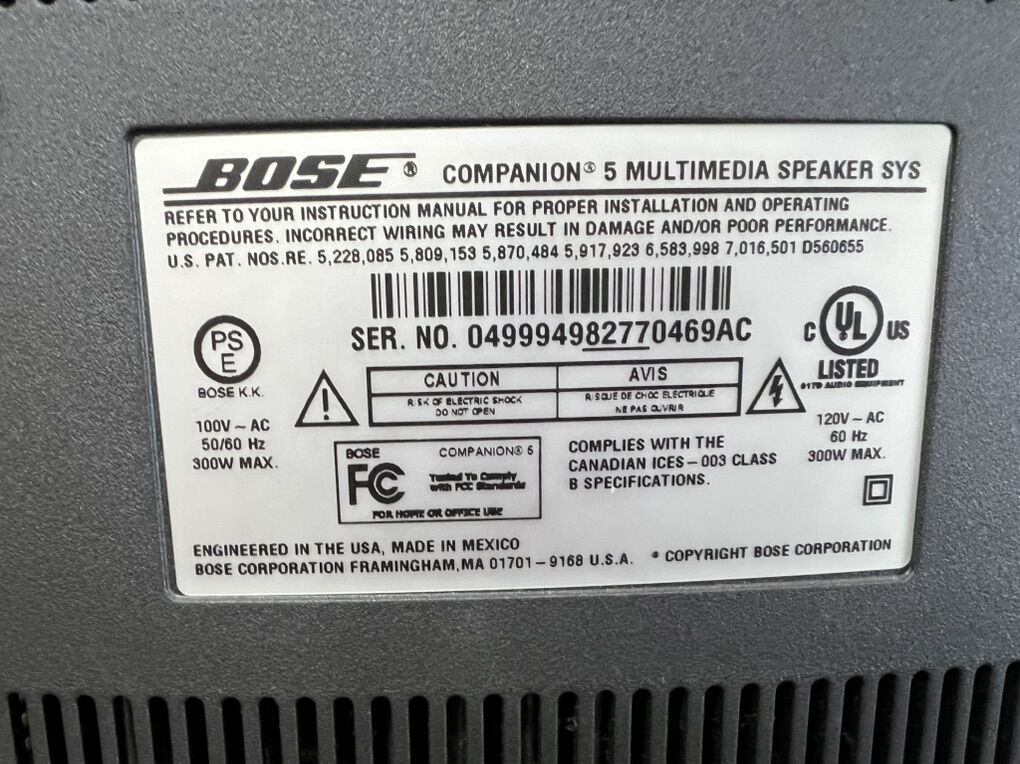 BOSE® COMPANION® 5 MULTIMEDIA SPEAKER SYS
REFER TO YOUR INSTRUCTION MANUAL FOR PROPER INSTALLATION AND OPERATING
PROCEDURES. INCORRECT WIRING MAY RESULT IN DAMAGE AND/OR POOR PERFORMANCE.
U.S. PAT. NOS.RE. 5,228,085 5,809,153 5,870,484 5,917,923 6,583,998 7,016,501 D560655
SER. NO. 049994982770469AC
PS
E
BOSE K.K.
100V ~ AC
50/60 Hz
300W MAX.
CAUTION
RISK OF ELECTRIC SHOCK
DO NOT OPEN
AVIS
RISQUE DE CHOC ELECTRIQUE
NE PAS OUVRIR
C UL US
LISTED
917D AUDIO EQUIPMENT
120V ~ AC
60 Hz
300W MAX.
BOSE COMPANION® 5
FC
Tested To Comply
with FCC Standards
FOR HOME OR OFFICE USE
COMPLIES WITH THE
CANADIAN ICES – 003 CLASS
B SPECIFICATIONS.
ENGINEERED IN THE USA, MADE IN MEXICO
BOSE CORPORATION FRAMINGHAM,MA 01701 – 9168 U.S.A.
COPYRIGHT BOSE CORPORATION